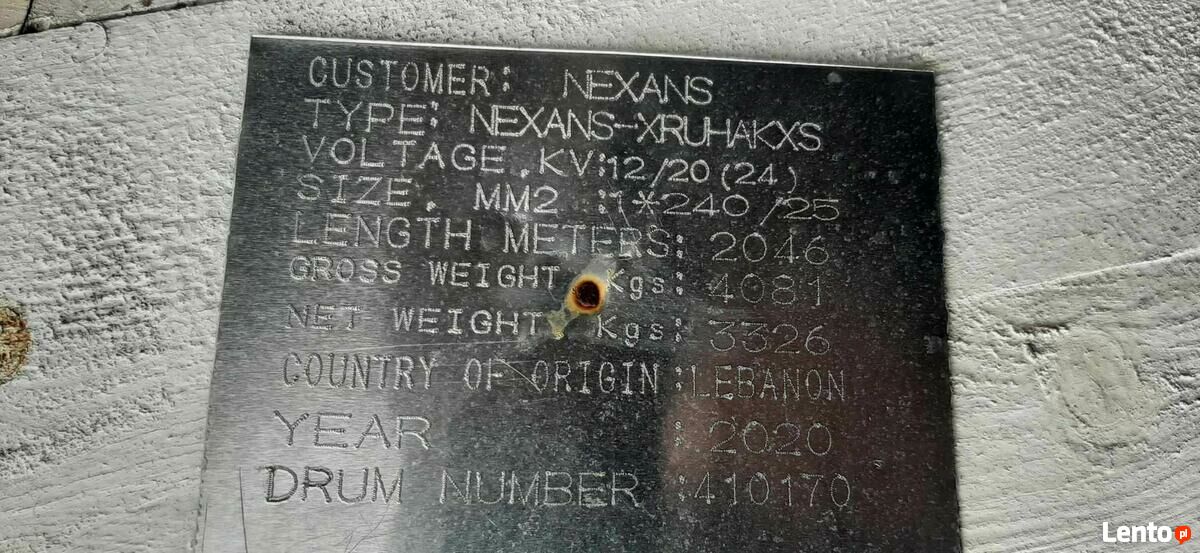 CUSTOMER: NEXANS
TYPE: NEXANS-XRUHAKXS
VOLTAGE, KV:12/20(24)
SIZE, MM2 :1*240/25
LENGTH METERS: 2046
GROSS WEIGHT Kgs: 4081
NET WEIGHT Kgs: 3326
COUNTRY OF ORIGIN :LEBANON
YEAR : 2020
DRUM NUMBER :410170
Lento.pl